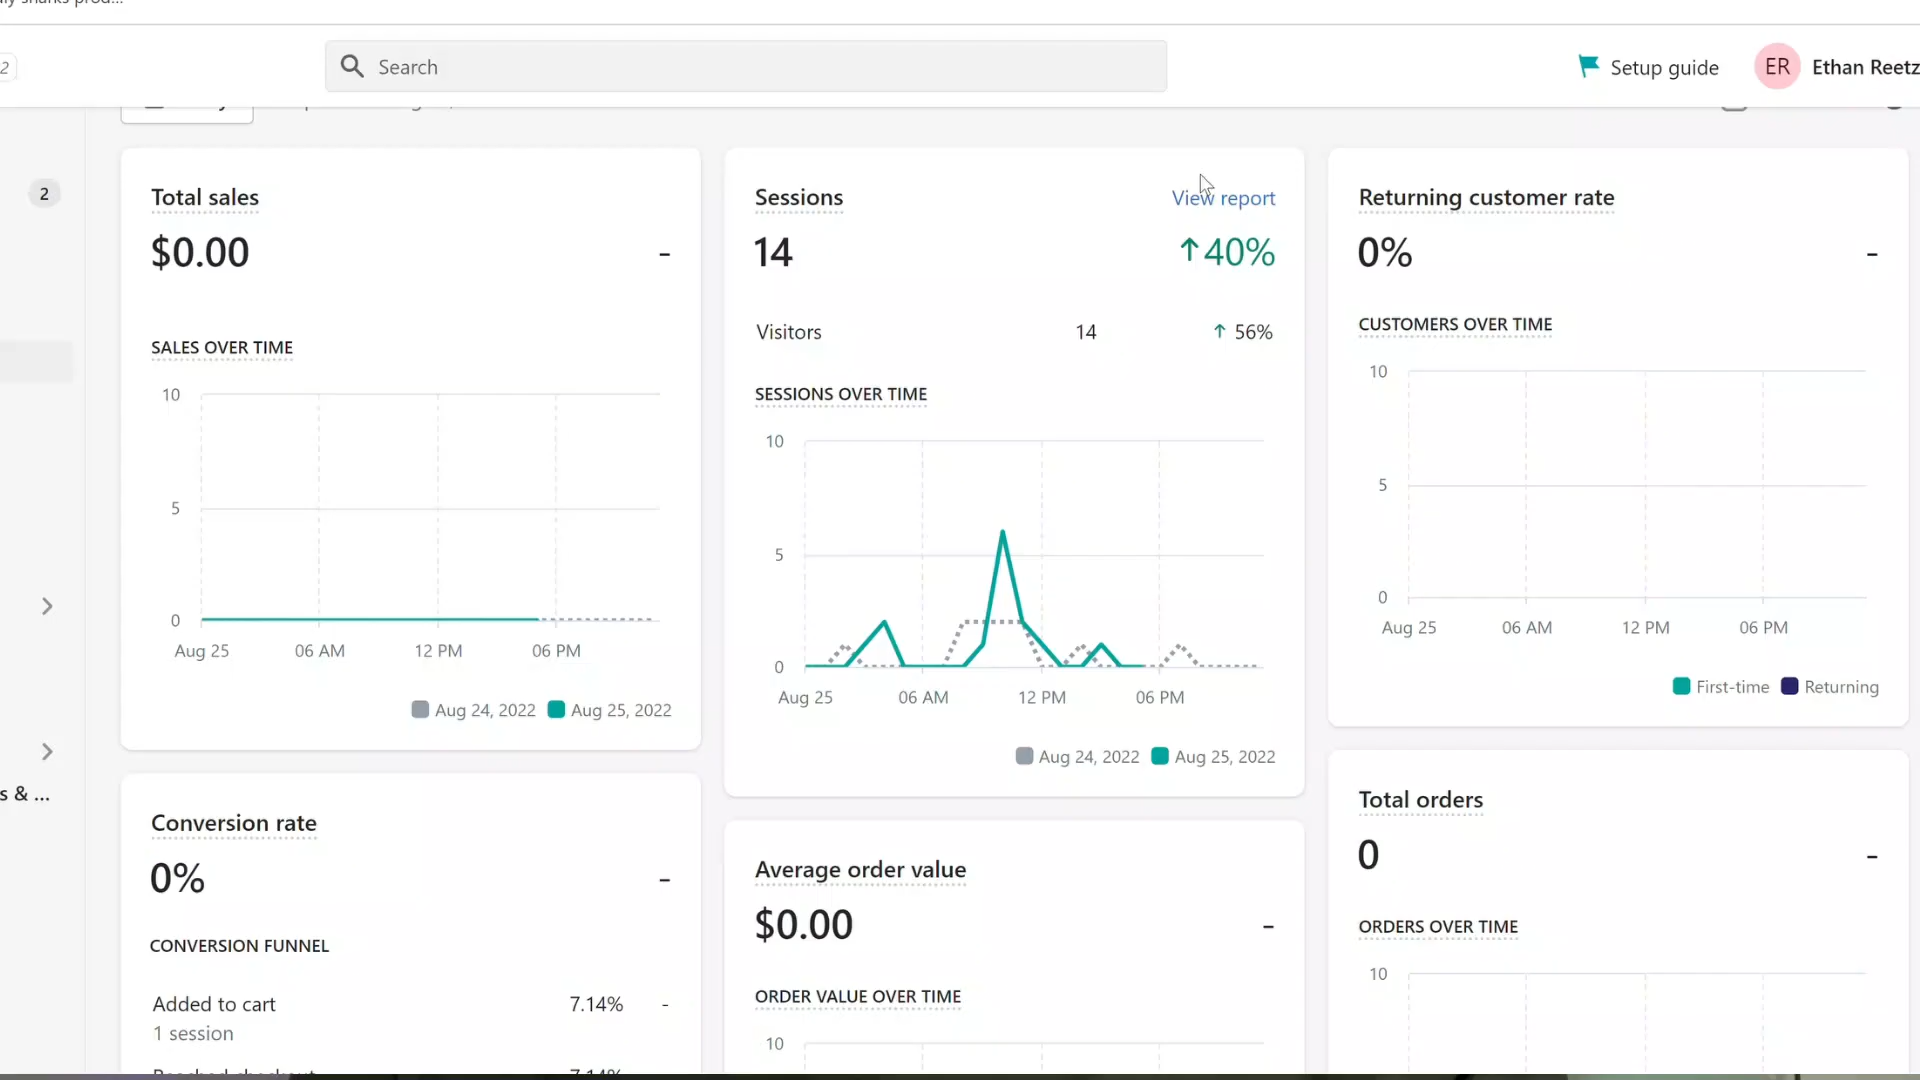 2
Search
Setup guide
ER
Ethan Reetz
2
Total sales
$0.00
-
SALES OVER TIME
10
5
0
Aug 25
06 AM
12 PM
06 PM
Aug 24, 2022
Aug 25, 2022
Sessions
View report
14
↑40%
Visitors
14
↑ 56%
SESSIONS OVER TIME
10
5
0
Aug 25
06 AM
12 PM
06 PM
Aug 24, 2022
Aug 25, 2022
Returning customer rate
0%
-
CUSTOMERS OVER TIME
10
5
0
Aug 25
06 AM
12 PM
06 PM
First-time
Returning
s & ...
Conversion rate
0%
-
CONVERSION FUNNEL
Added to cart
7.14%
-
1 session
Average order value
$0.00
-
ORDER VALUE OVER TIME
10
Total orders
0
-
ORDERS OVER TIME
10